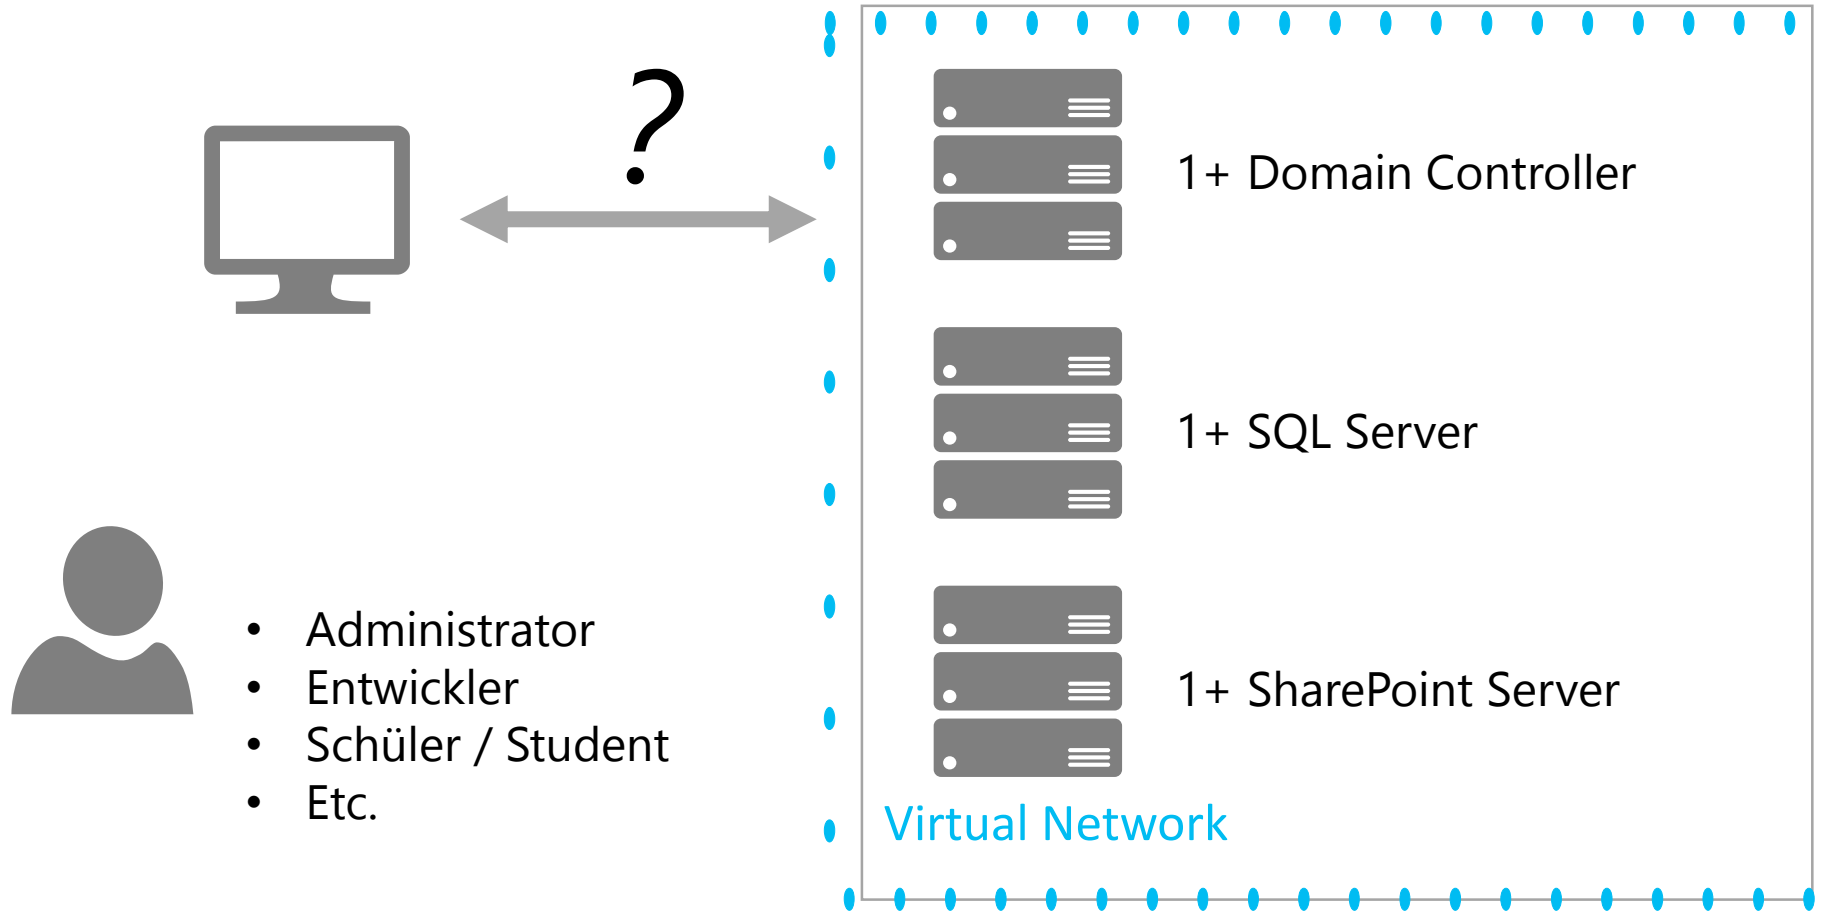 ?
1+ Domain Controller
1+ SQL Server
• Administrator
• Entwickler
• Schüler / Student
• Etc.
1+ SharePoint Server
Virtual Network